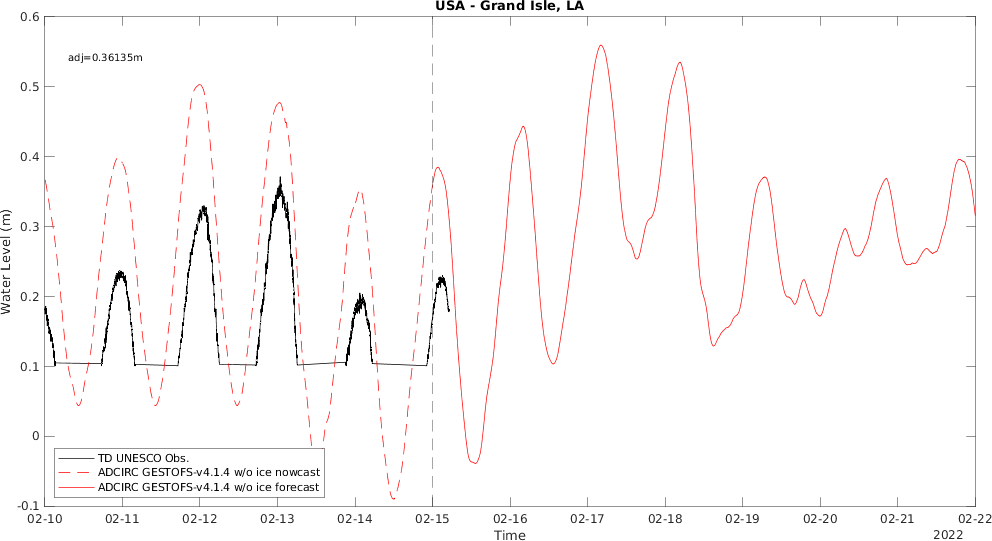 USA - Grand Isle, LA
adj=0.36135m
Water Level (m)
0.6
0.5
0.4
0.3
0.2
0.1
0
-0.1
TD UNESCO Obs.
ADCIRC GESTOFS-v4.1.4 w/o ice nowcast
ADCIRC GESTOFS-v4.1.4 w/o ice forecast
02-10 02-11 02-12 02-13 02-14 02-15 02-16 02-17 02-18 02-19 02-20 02-21 02-22
Time
2022